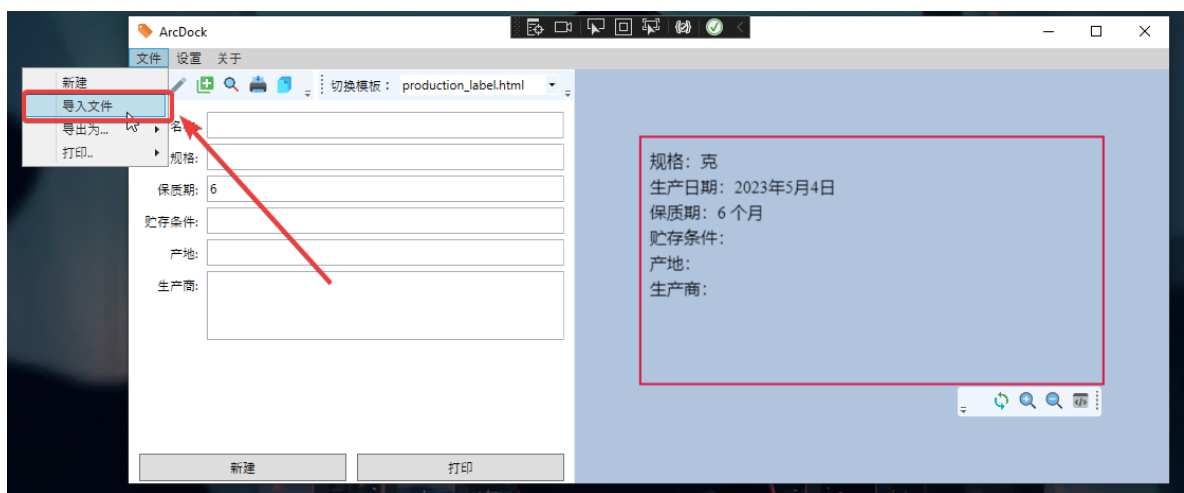 ArcDock
文件 设置 关于
新建
导入文件
导出为...
打印..
切换模板： production_label.html
名
规格:
保质期: 6
贮存条件:
产地:
生产商:
新建 打印
规格：克
生产日期：2023年5月4日
保质期：6 个月
贮存条件：
产地：
生产商：